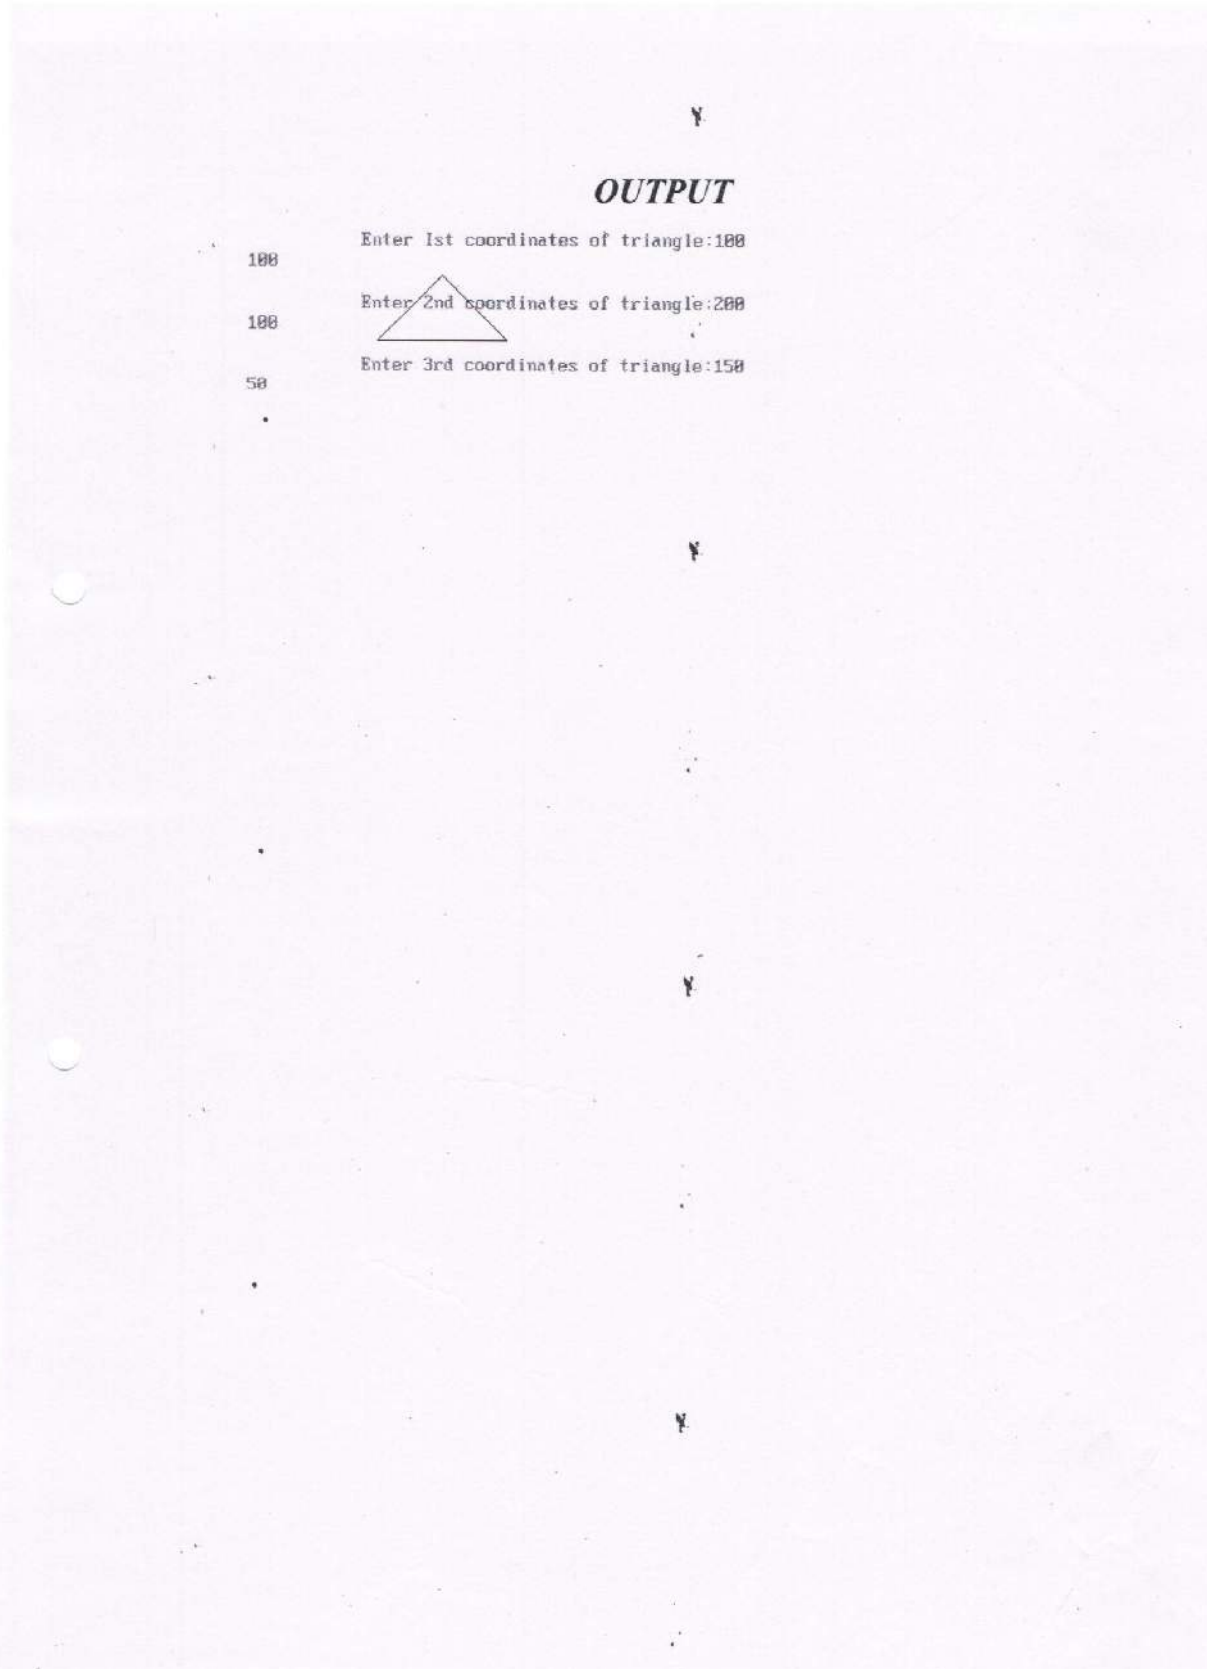 OUTPUT
Enter Ist coordinates of triangle:100
100
Enter 2nd coordinates of triangle:200
100
Enter 3rd coordinates of triangle:150
50